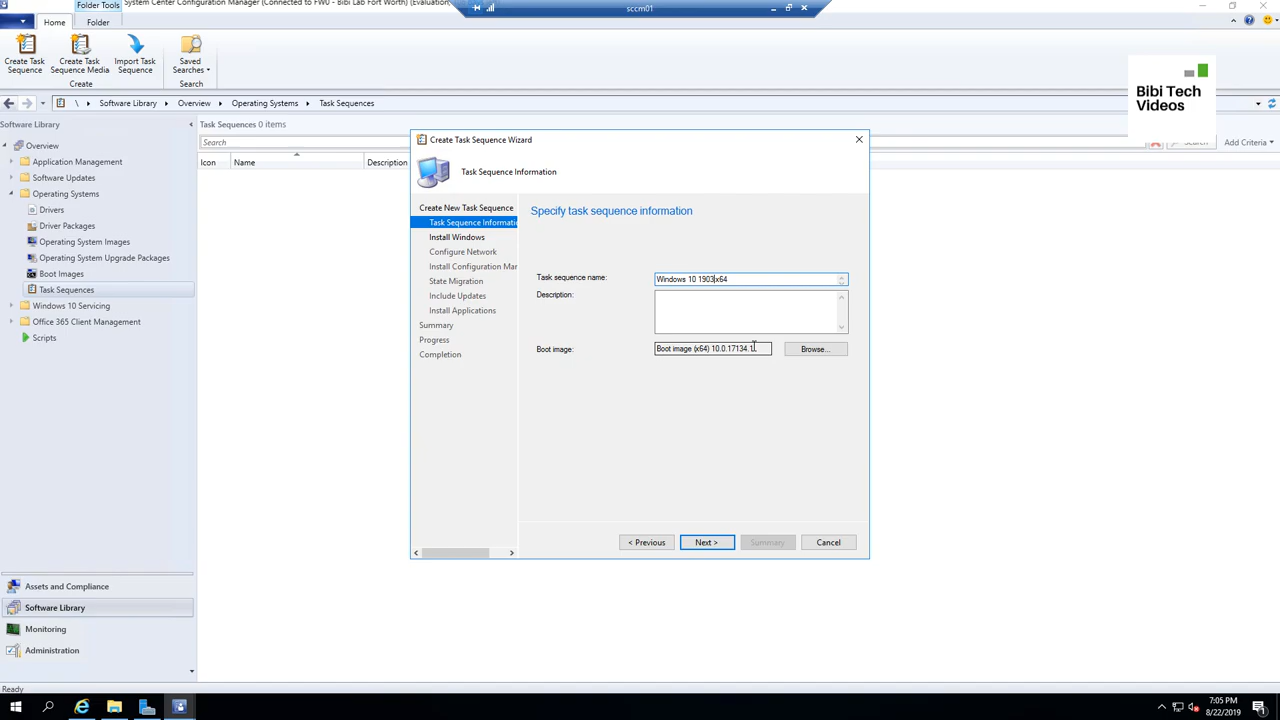 Folder Tools
System Center Configuration Manager (Connected to FW0 - Bibi Lab Fort Worth) (Evaluation
sccm01
Home
Folder
Create Task Sequence
Create Task Sequence Media
Import Task Sequence
Saved Searches
Create
Search
Bibi Tech Videos
\ Software Library Overview Operating Systems Task Sequences
Software Library
Task Sequences 0 items
Search
Search
Add Criteria
Icon Name Description
Overview
Application Management
Software Updates
Operating Systems
Drivers
Driver Packages
Operating System Images
Operating System Upgrade Packages
Boot Images
Task Sequences
Windows 10 Servicing
Office 365 Client Management
Scripts
Create Task Sequence Wizard
Task Sequence Information
Create New Task Sequence
Task Sequence Informatio
Install Windows
Configure Network
Install Configuration Mar
State Migration
Include Updates
Install Applications
Summary
Progress
Completion
Specify task sequence information
Task sequence name:
Windows 10 1903x64
Description:
Boot image:
Boot image (x64) 10.0.17134.1
Browse...
< Previous
Next >
Summary
Cancel
Assets and Compliance
Software Library
Monitoring
Administration
Ready
7:05 PM
8/22/2019
1